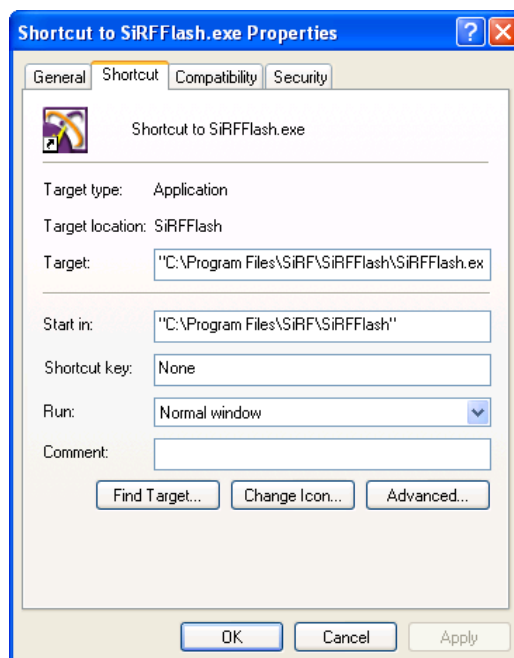 Shortcut to SiRFFlash.exe Properties
General Shortcut Compatibility Security
Shortcut to SiRFFlash.exe
Target type: Application
Target location: SiRFFlash
Target: "C:\Program Files\SiRF\SiRFFlash\SiRFFlash.ex
Start in: "C:\Program Files\SiRF\SiRFFlash"
Shortcut key: None
Run: Normal window
Comment:
Find Target... Change Icon... Advanced...
OK Cancel Apply